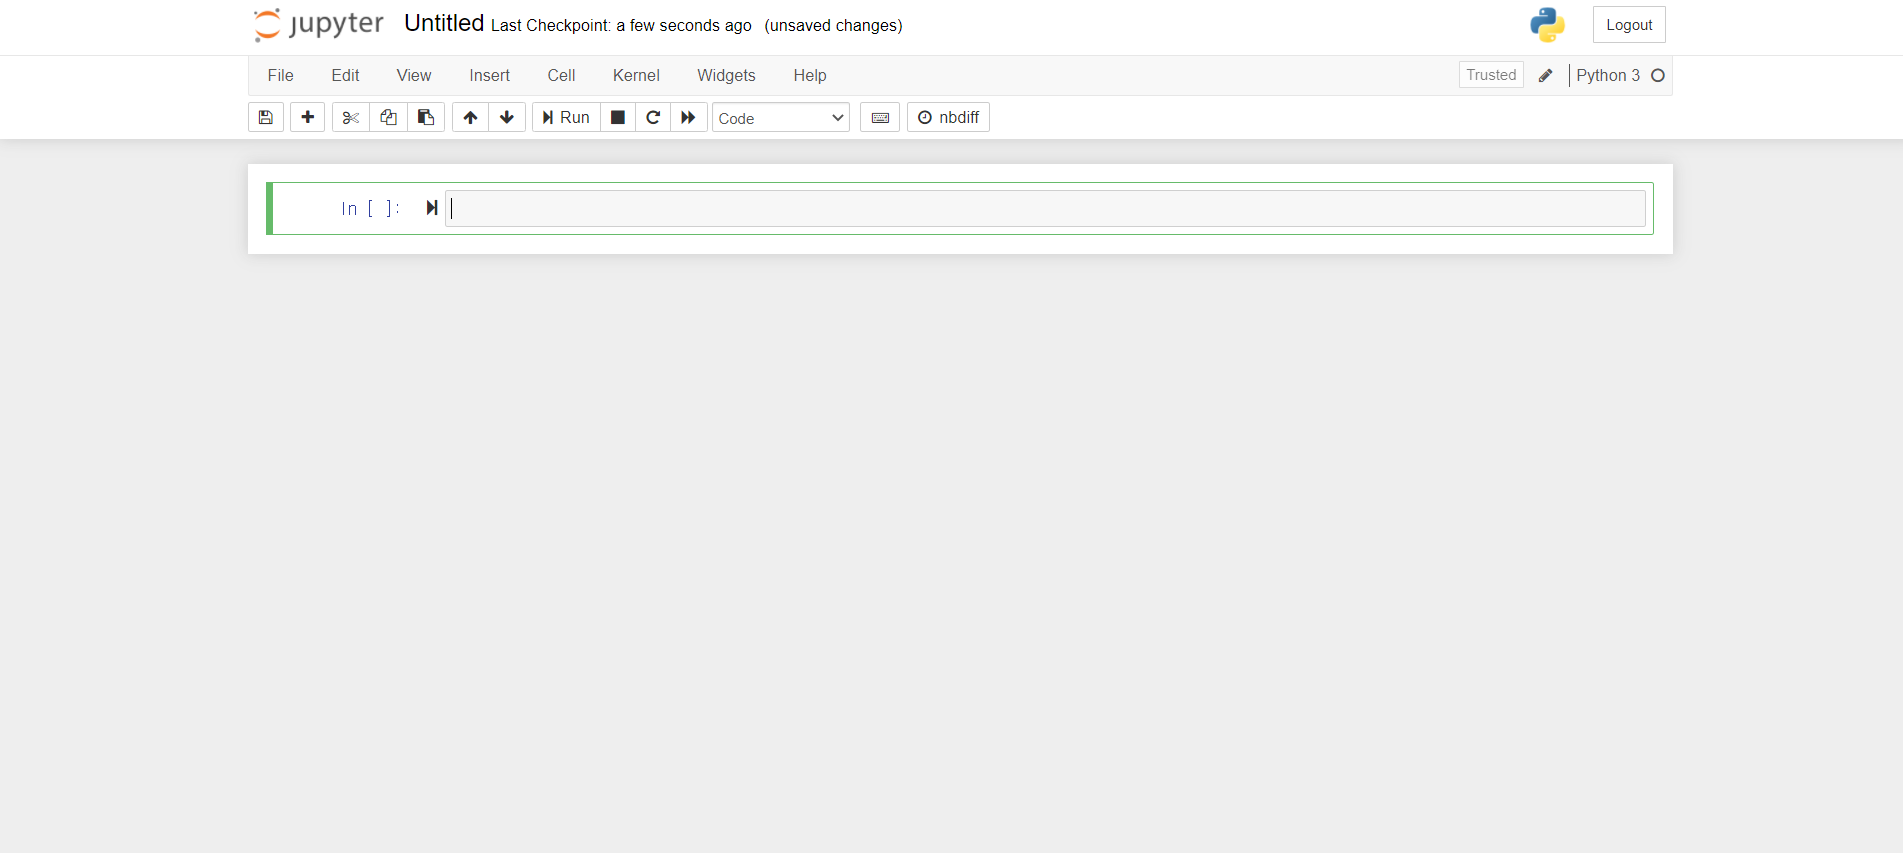 jupyter Untitled Last Checkpoint: a few seconds ago (unsaved changes) Logout
File Edit View Insert Cell Kernel Widgets Help Trusted Python 3
Run Code nbdiff
In [ ]: